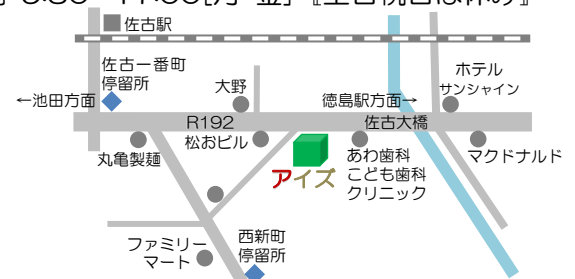 佐古駅
佐古一番町
停留所
←池田方面
大野
徳島駅方面→
ホテル
サンシャイン
R192
佐古大橋
丸亀製麺
松おビル
アイズ
あわ歯科
こども歯科
クリニック
マクドナルド
ファミリー
マート
西新町
停留所